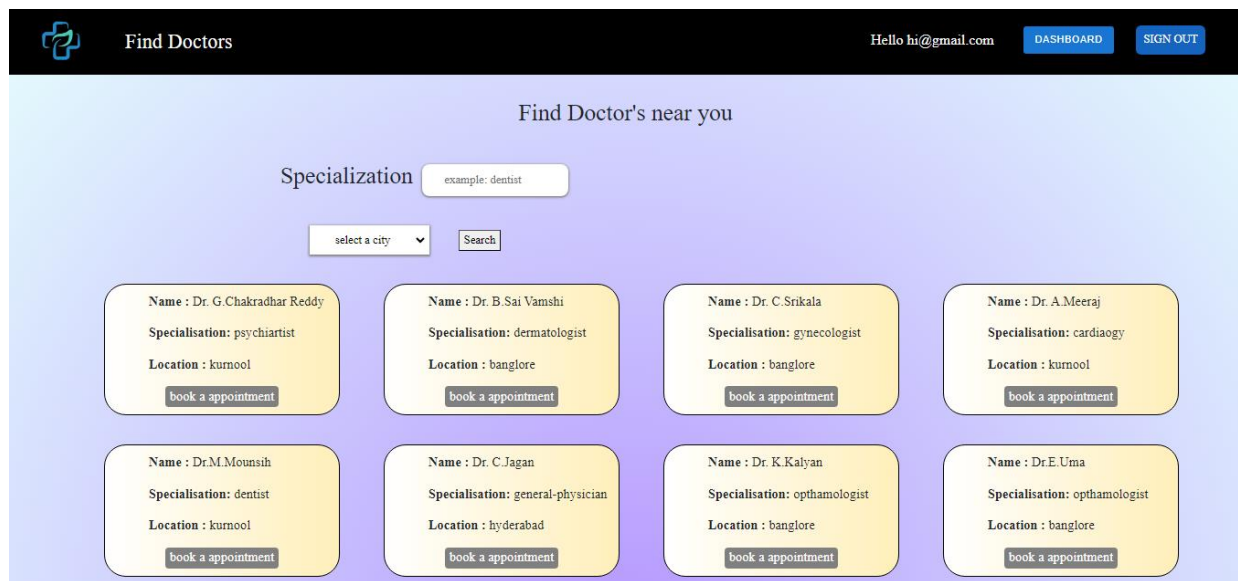 Find Doctors
Hello hi@gmail.com
DASHBOARD
SIGN OUT
Find Doctor's near you
Specialization
example: dentist
select a city
Search
Name : Dr. G.Chakradhar Reddy
Specialisation: psychiartist
Location : kurnool
book a appointment
Name : Dr. B.Sai Vamshi
Specialisation: dermatologist
Location : banglore
book a appointment
Name : Dr. C.Srikala
Specialisation: gynecologist
Location : banglore
book a appointment
Name : Dr. A.Meeraj
Specialisation: cardiaogy
Location : kurnool
book a appointment
Name : Dr.M.Mounsih
Specialisation: dentist
Location : kurnool
book a appointment
Name : Dr. C.Jagan
Specialisation: general-physician
Location : hyderabad
book a appointment
Name : Dr. K.Kalyan
Specialisation: opthamologist
Location : banglore
book a appointment
Name : Dr.E.Uma
Specialisation: opthamologist
Location : banglore
book a appointment